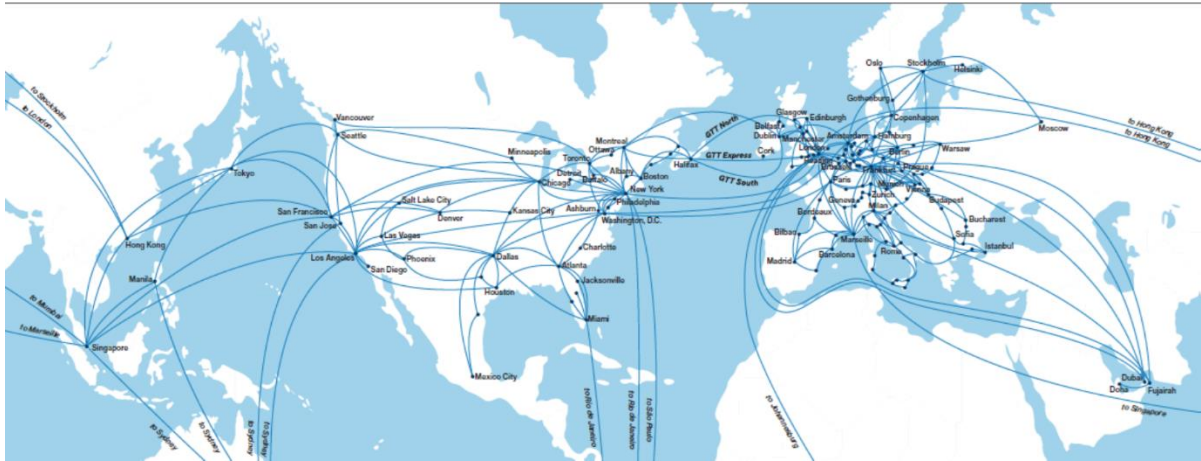 to Stockholm
to London
Hong Kong
Manila
to Mumbai
to Marseille
Singapore
to Sydney
to Sydney
to Sydney
to Sydney
Tokyo
Vancouver
Seattle
San Francisco
San Jose
Los Angeles
San Diego
Las Vegas
Phoenix
Salt Lake City
Denver
Minneapolis
Chicago
Kansas City
Dallas
Houston
Mexico City
Montreal
Ottawa
Toronto
Detroit
Buffalo
Albany
Boston
Halifax
New York
Philadelphia
Ashburn
Washington, D.C.
Charlotte
Atlanta
Jacksonville
Miami
to Rio de Janeiro
to Rio de Janeiro
to São Paulo
GTT North
GTT Express
GTT South
Glasgow
Edinburgh
Belfast
Dublin
Manchester
Cork
London
Oslo
Stockholm
Helsinki
Gothenburg
Copenhagen
Amsterdam
Hamburg
Berlin
Warsaw
Moscow
to Hong Kong
to Hong Kong
Frankfurt
Prague
Paris
Munich
Vienna
Zurich
Geneva
Milan
Budapest
Bordeaux
Bilbao
Madrid
Barcelona
Marseille
Rome
Bucharest
Sofia
Istanbul
to Johannesburg
Dubai
Doha
Fujairah
to Singapore